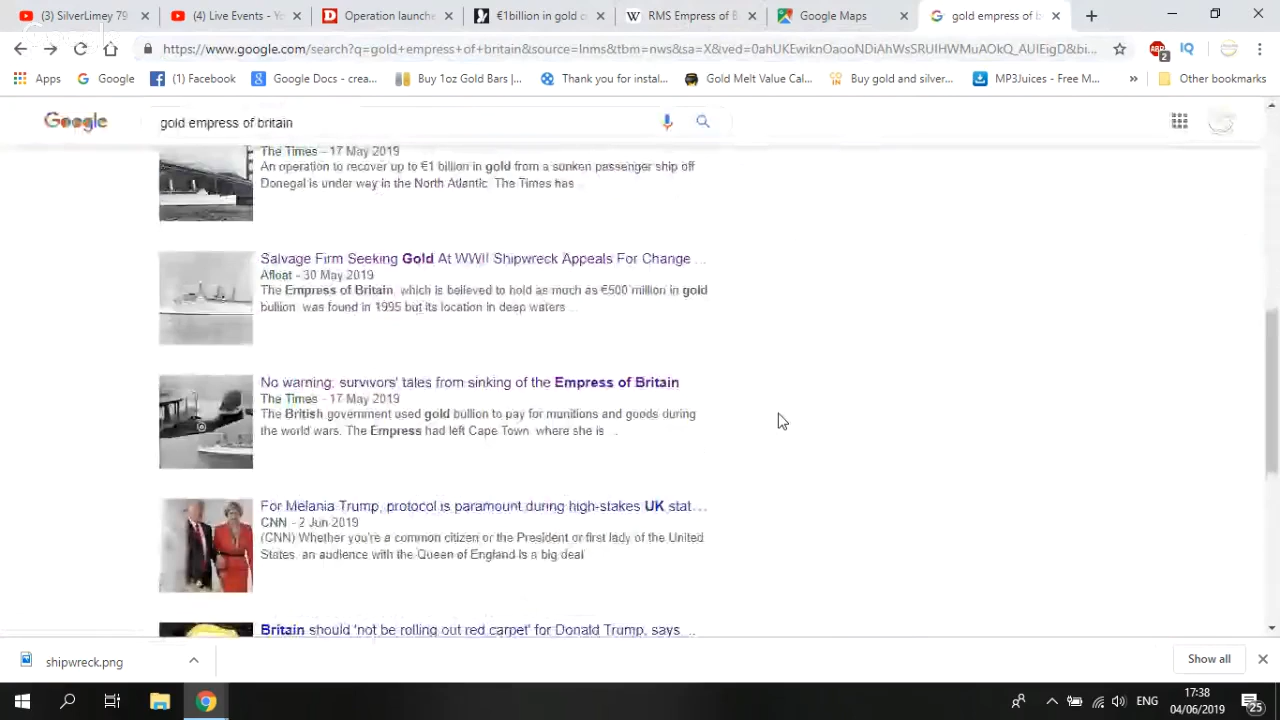 (3) SilverLimey 79
(4) Live Events - Yo
Operation launche
€1billion in gold c
RMS Empress of B
Google Maps
gold empress of b
https://www.google.com/search?q=gold+empress+of+britain&source=lnms&tbm=nws&sa=X&ved=0ahUKEwiknOaooNDiAhWsSRUIHWMuAOkQ_AUIEigD&bi...
2
IQ
Apps
Google
(1) Facebook
Google Docs - crea...
Buy 1oz Gold Bars |...
Thank you for instal...
Gold Melt Value Cal...
Buy gold and silver...
MP3Juices - Free M...
»
Other bookmarks
Google
gold empress of britain
The Times - 17 May 2019
An operation to recover up to €1 billion in gold from a sunken passenger ship off
Donegal is under way in the North Atlantic. The Times has
Salvage Firm Seeking Gold At WWII Shipwreck Appeals For Change ...
Afloat - 30 May 2019
The Empress of Britain, which is believed to hold as much as €500 million in gold
bullion was found in 1995 but its location in deep waters ...
No warning, survivors' tales from sinking of the Empress of Britain
The Times - 17 May 2019
The British government used gold bullion to pay for munitions and goods during
the world wars. The Empress had left Cape Town where she is ...
For Melania Trump, protocol is paramount during high-stakes UK stat...
CNN - 2 Jun 2019
(CNN) Whether you're a common citizen or the President or first lady of the United
States an audience with the Queen of England is a big deal
Britain should 'not be rolling out red carpet' for Donald Trump, says ...
shipwreck.png
Show all
ENG
17:38
04/06/2019
25